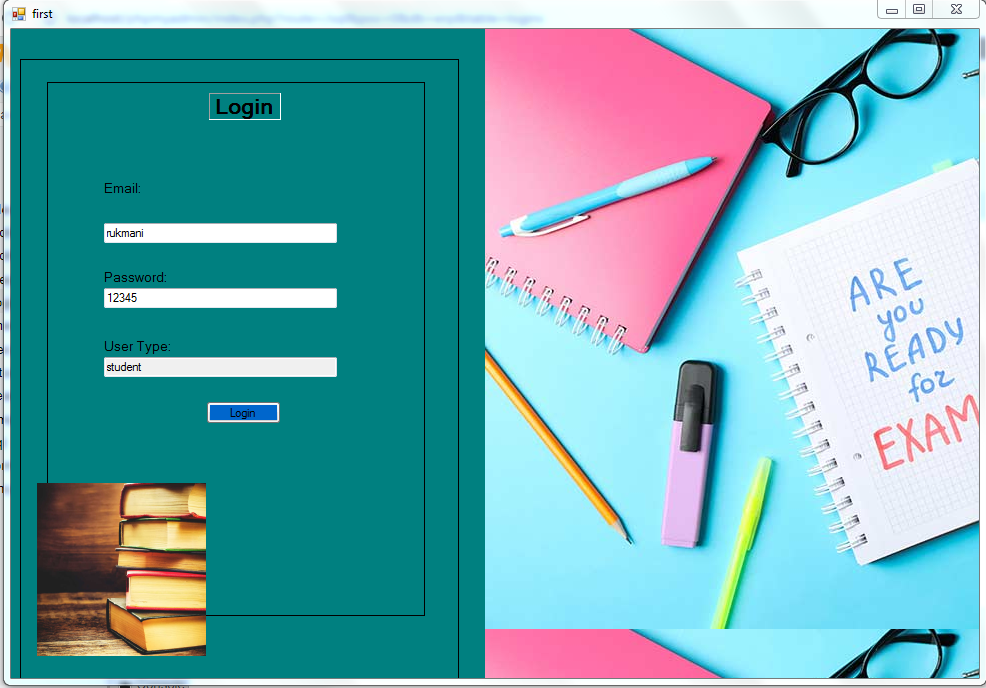 first
Login
Email:
rukmani
Password:
12345
User Type:
student
Login
ARE
you
READY
for
EXAM